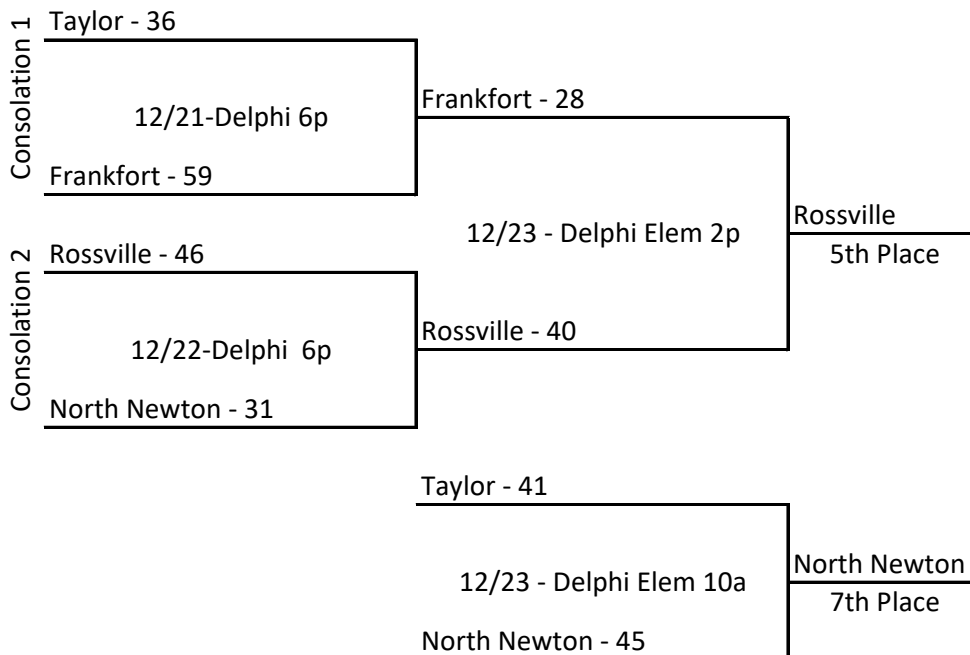 Consolation 1
Taylor - 36
12/21-Delphi 6p
Frankfort - 59
Consolation 2
Rossville - 46
12/22-Delphi  6p
North Newton - 31
Frankfort - 28
12/23 - Delphi Elem 2p
Rossville - 40
Rossville
5th Place
Taylor - 41
12/23 - Delphi Elem 10a
North Newton - 45
North Newton
7th Place